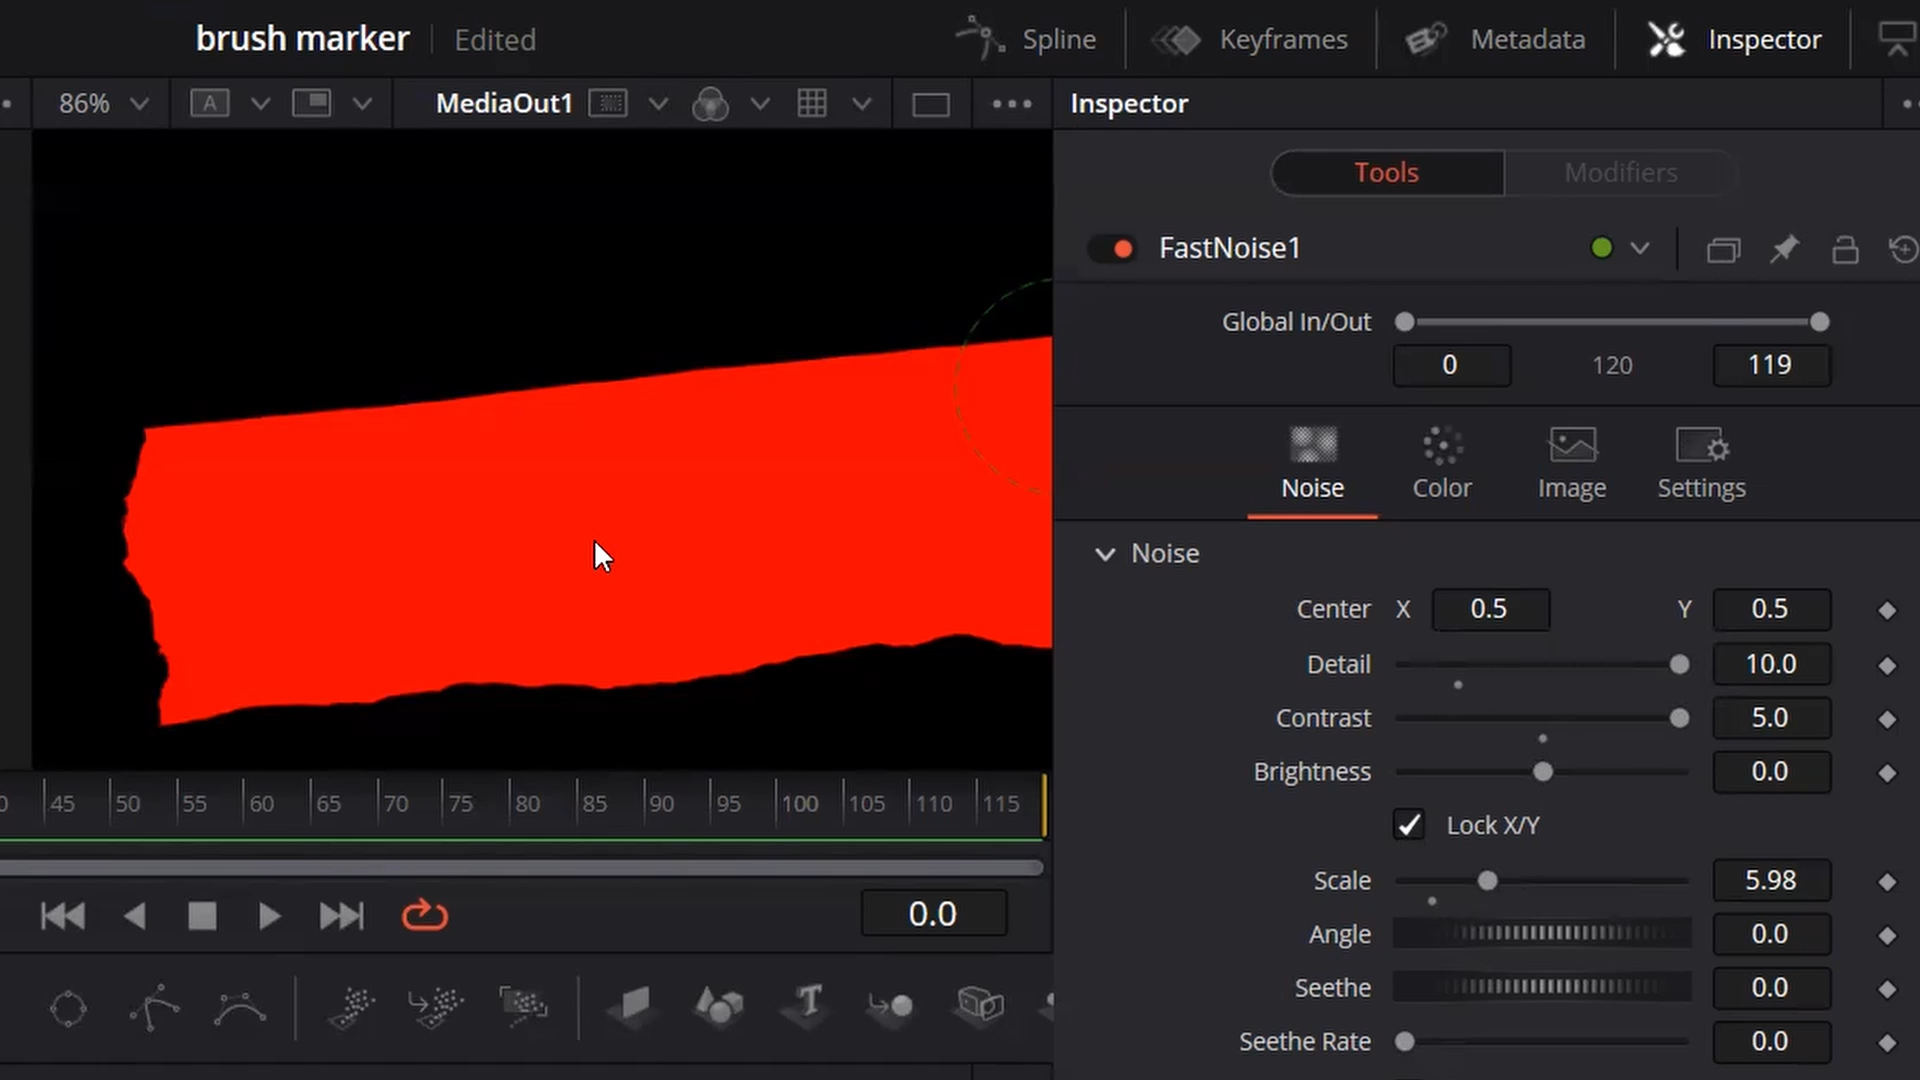 brush marker Edited Spline Keyframes Metadata Inspector
86% A MediaOut1 Inspector
Tools Modifiers
FastNoise1
Global In/Out
0 120 119
Noise Color Image Settings
Noise
Center X 0.5 Y 0.5
Detail 10.0
Contrast 5.0
Brightness 0.0
Lock X/Y
Scale 5.98
Angle 0.0
Seethe 0.0
Seethe Rate 0.0
0 45 50 55 60 65 70 75 80 85 90 95 100 105 110 115
0.0
T